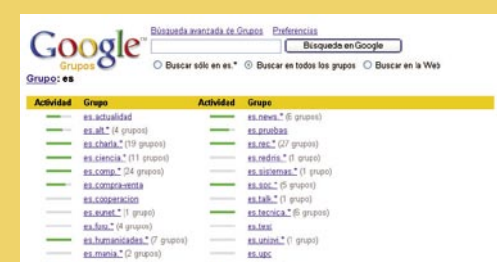 Google™
Grupos
Búsqueda avanzada de Grupos Preferencias
Búsqueda en Google
Buscar sólo en es.* Buscar en todos los grupos Buscar en la Web
Grupo: es
Actividad Grupo Actividad Grupo
es.actualidad es.news.* (6 grupos)
es.alt.* (4 grupos) es.pruebas
es.charla.* (19 grupos) es.rec.* (27 grupos)
es.ciencia.* (11 grupos) es.rediris.* (1 grupo)
es.comp.* (24 grupos) es.sistemas.* (1 grupo)
es.compra-venta es.soc.* (5 grupos)
es.cooperacion es.talk.* (1 grupo)
es.eunet.* (1 grupo) es.tecnica.* (6 grupos)
es.foro.* (4 grupos) es.test
es.humanidades.* (7 grupos) es.uniovi.* (1 grupo)
es.mania.* (2 grupos) es.upc